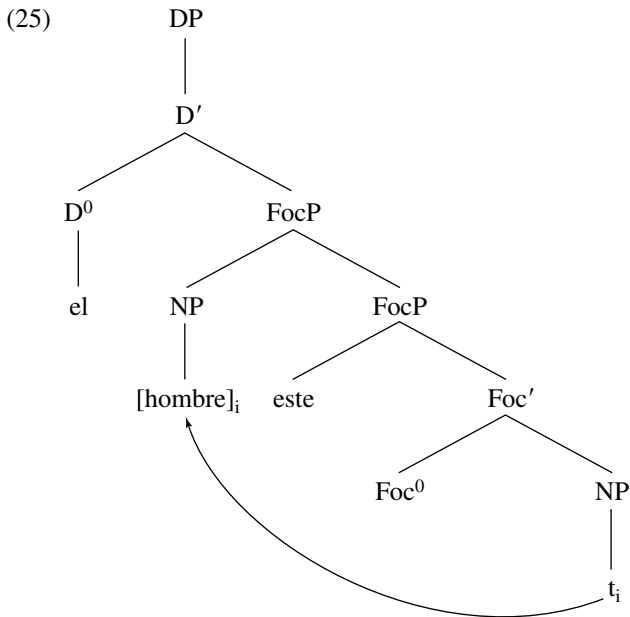 (25) DP
D′
D⁰ FocP
el NP FocP
[hombre]ᵢ este Foc′
Foc⁰ NP
tᵢ